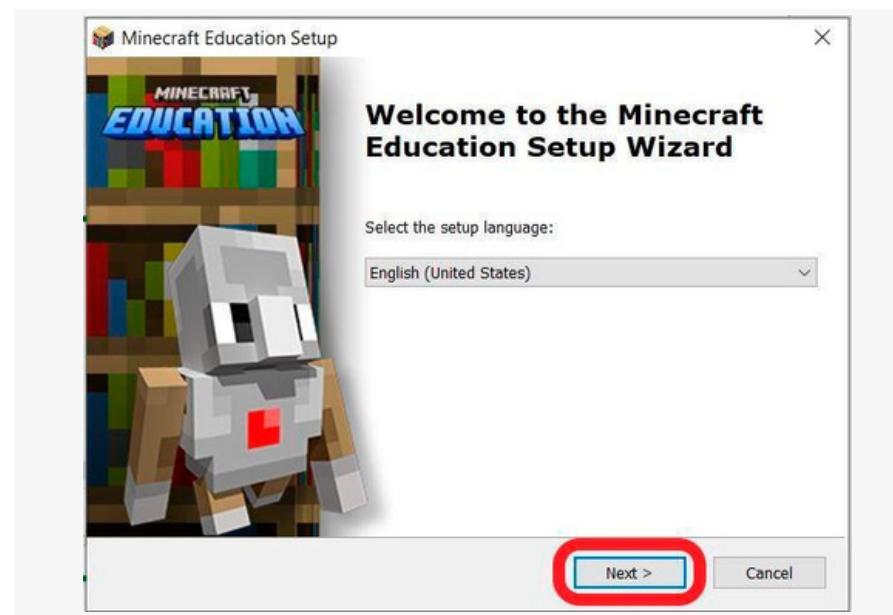 Minecraft Education Setup
MINECRAFT
EDUCATION
Welcome to the Minecraft
Education Setup Wizard
Select the setup language:
English (United States)
Next >
Cancel